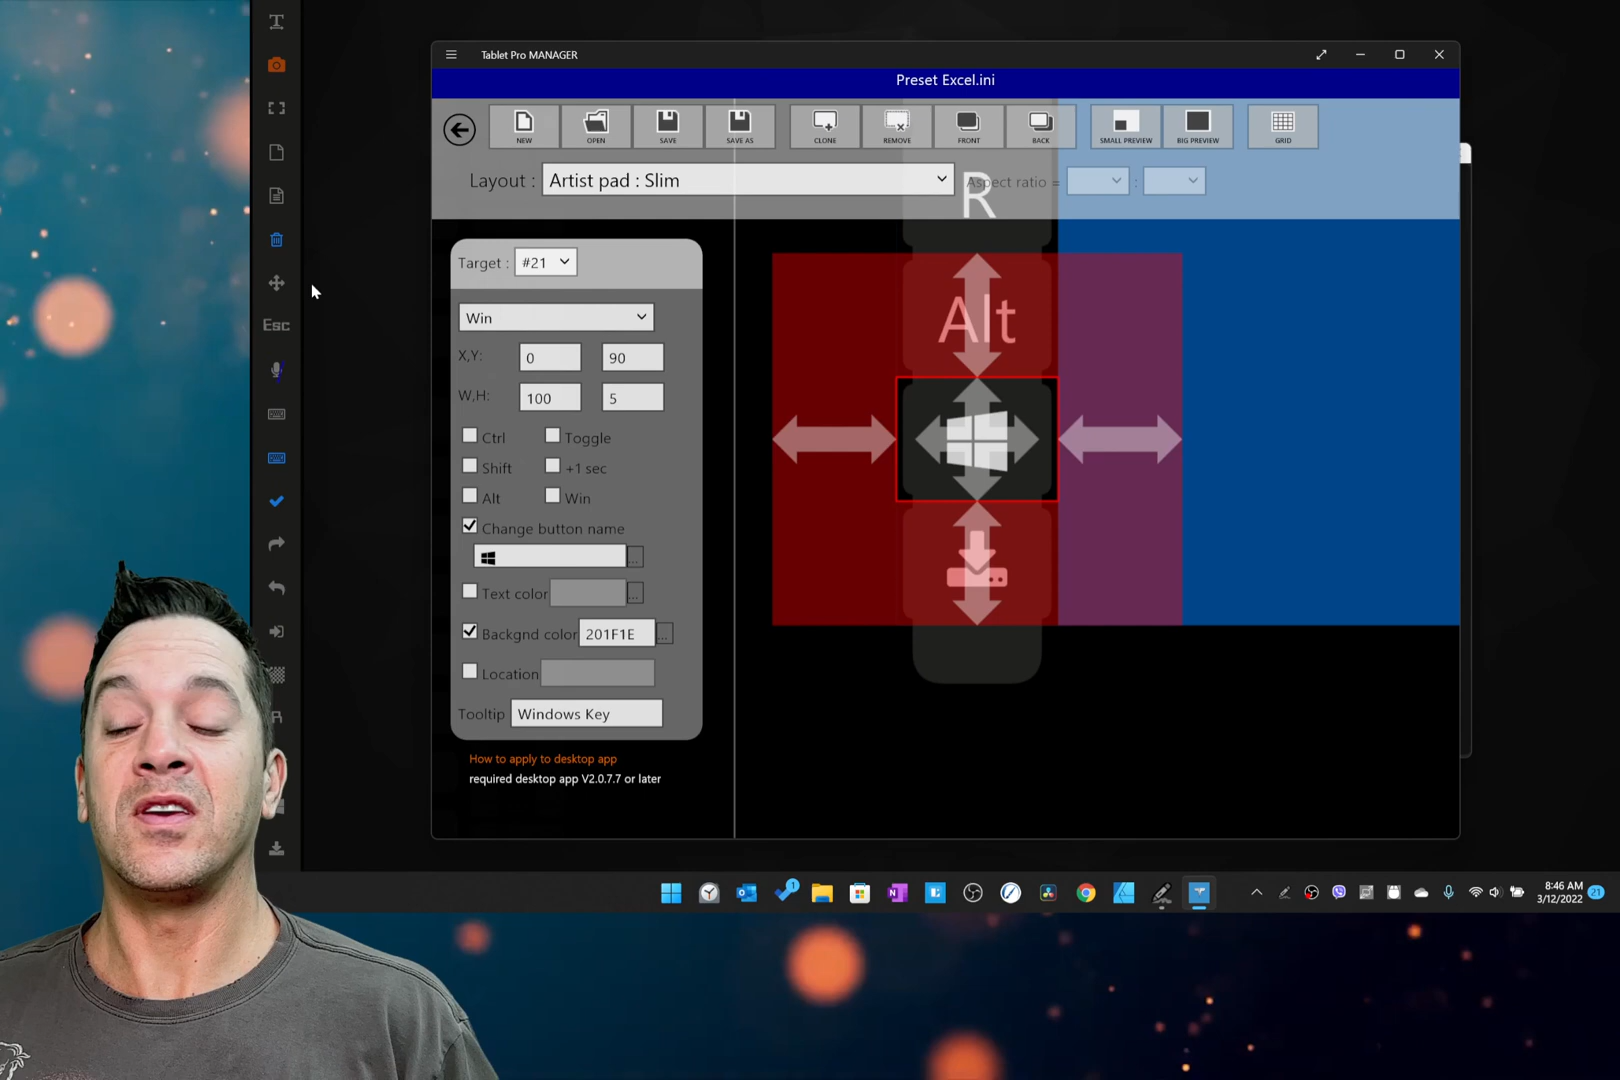 Tablet Pro MANAGER
Preset Excel.ini
NEW
OPEN
SAVE
SAVE AS
CLONE
REMOVE
FRONT
BACK
SMALL PREVIEW
BIG PREVIEW
GRID
Layout : Artist pad : Slim
Aspect ratio = :
R
Target : #21
Win
X,Y: 0 90
W,H: 100 5
Ctrl Toggle
Shift +1 sec
Alt Win
Change button name
...
Text color ...
Backgnd color 201F1E ...
Location
Tooltip Windows Key
How to apply to desktop app
required desktop app V2.0.7.7 or later
Alt
T
Esc
R
1
8:46 AM
3/12/2022
21